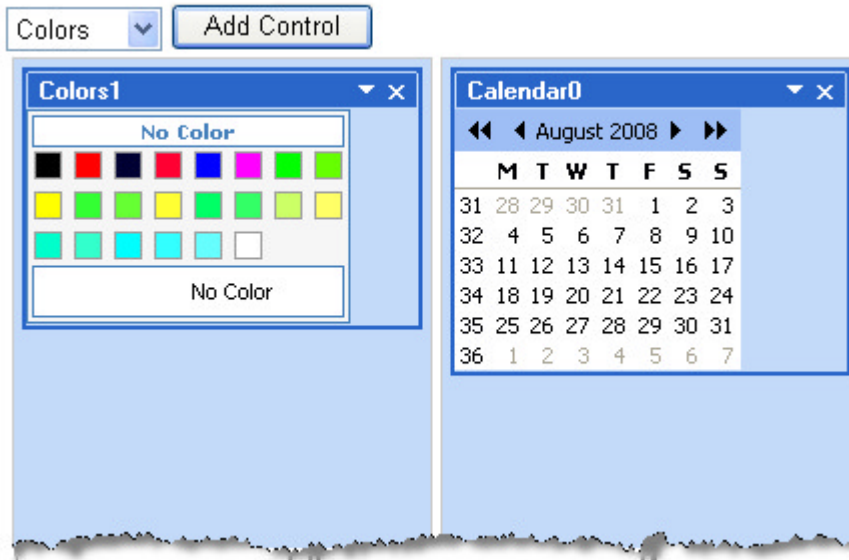 Colors Add Control
Colors1
No Color
No Color
Calendar0
August 2008
M T W T F S S
31 28 29 30 31 1 2 3
32 4 5 6 7 8 9 10
33 11 12 13 14 15 16 17
34 18 19 20 21 22 23 24
35 25 26 27 28 29 30 31
36 1 2 3 4 5 6 7